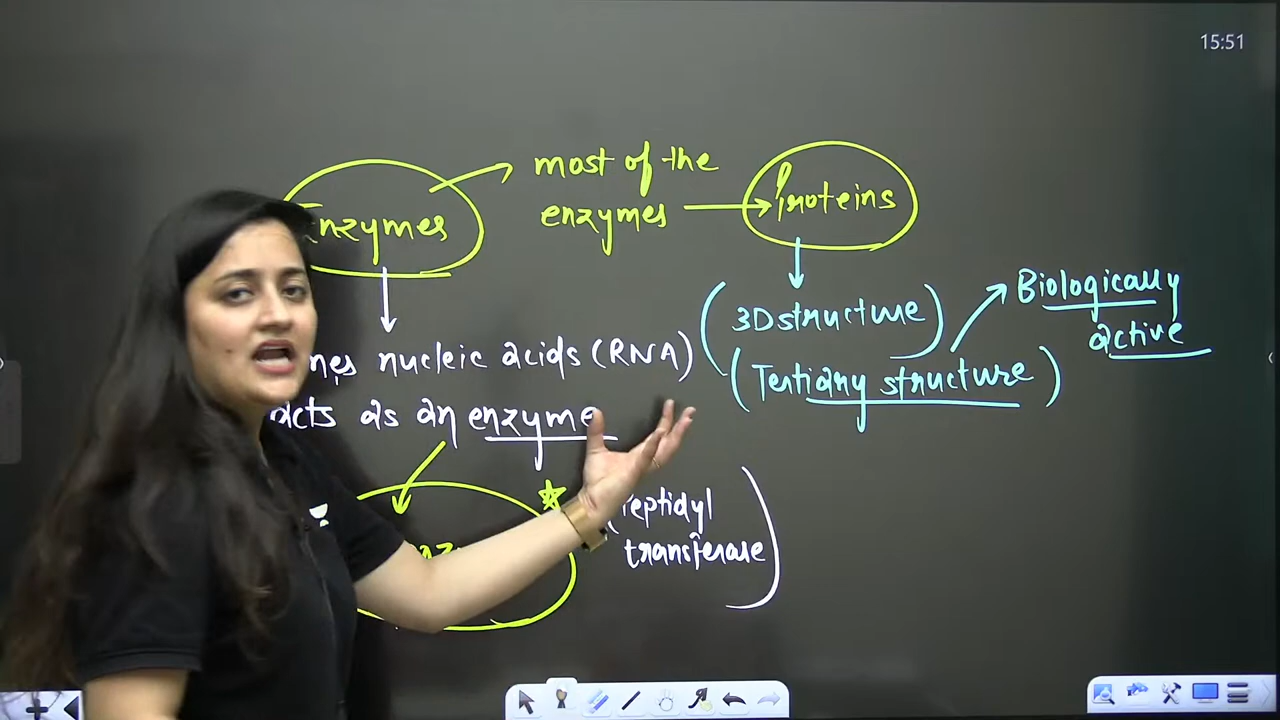 15:51
most of the
Enzymes
enzymes
Proteins
Biologically
active
(3D structure)
nucleic acids (RNA)
(Tertiary structure)
acts as an enzyme
Peptidyl
transferase)